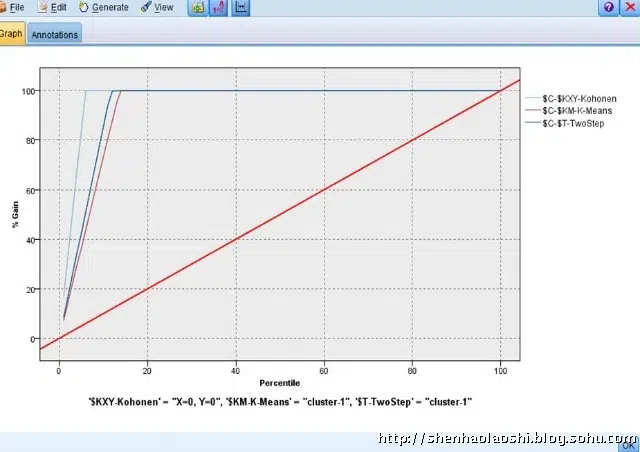 File Edit Generate View
Graph Annotations
100
80
60
40
20
0
% Gain
0 20 40 60 80 100
Percentile
$C-$KXY-Kohonen
$C-$KM-K-Means
$C-$T-TwoStep
'$KXY-Kohonen' = "X=0, Y=0", '$KM-K-Means' = "cluster-1", '$T-TwoStep' = "cluster-1"
http://shenhaolaoshi.blog.sohu.com
OK